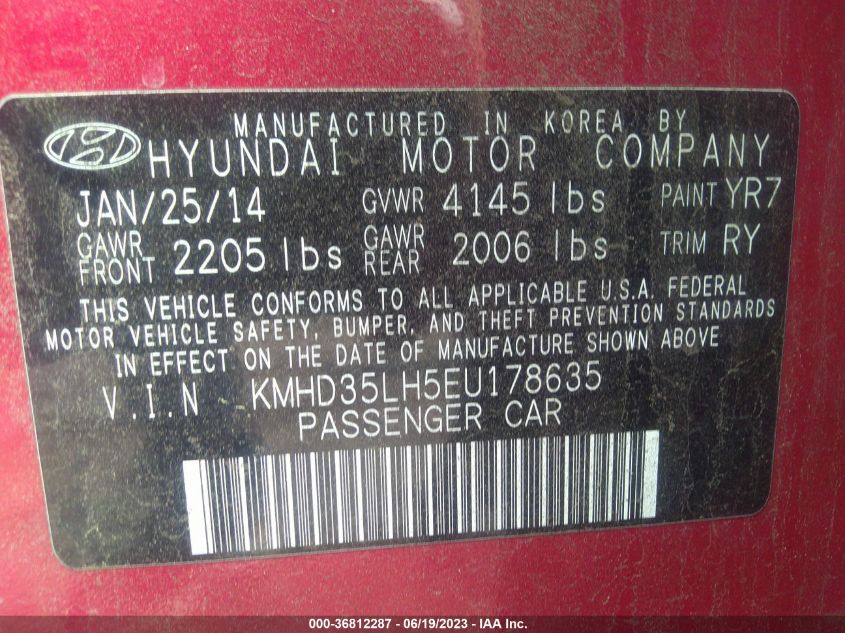 MANUFACTURED IN KOREA BY
HYUNDAI MOTOR COMPANY
JAN/25/14 GVWR 4145 lbs PAINT YR7
GAWR FRONT 2205 lbs GAWR REAR 2006 lbs TRIM RY
THIS VEHICLE CONFORMS TO ALL APPLICABLE U.S.A. FEDERAL
MOTOR VEHICLE SAFETY, BUMPER, AND THEFT PREVENTION STANDARDS
IN EFFECT ON THE DATE OF MANUFACTURE SHOWN ABOVE
V.I.N KMHD35LH5EU178635
PASSENGER CAR
000-36812287 - 06/19/2023 - IAA Inc.